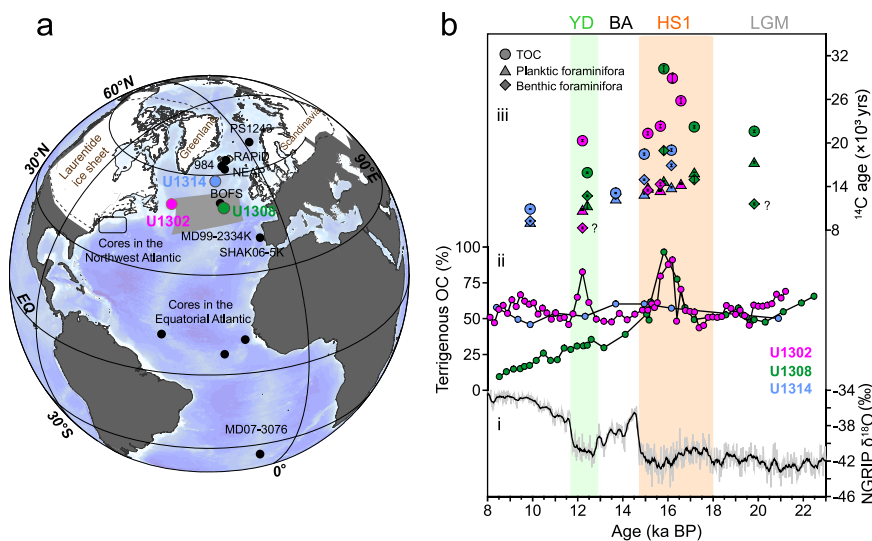 a
60°N
30°N
90°E
EQ
30°S
0°
Laurentide
ice sheet
Greenland
Scandinavia
PS1243
RAPiD
984
NEAP
U1314
BOFS
U1302
U1308
MD99-2334K
SHAK06-5K
Cores in the
Northwest Atlantic
Cores in the
Equatorial Atlantic
MD07-3076
b
YD BA HS1 LGM
TOC
Planktic foraminifora
Benthic foraminifora
iii
32
26
20
14
8
¹⁴C age (×10³ yrs)
?
?
ii
100
75
50
25
0
Terrigenous OC (%)
U1302
U1308
U1314
i
-34
-38
-42
-46
NGRIP δ¹⁸O (‰)
8 10 12 14 16 18 20 22
Age (ka BP)